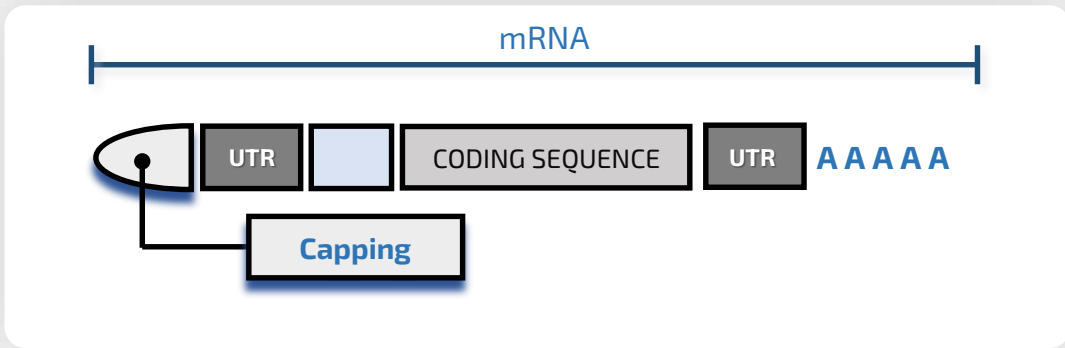 mRNA
UTR
CODING SEQUENCE
UTR
A A A A A
Capping